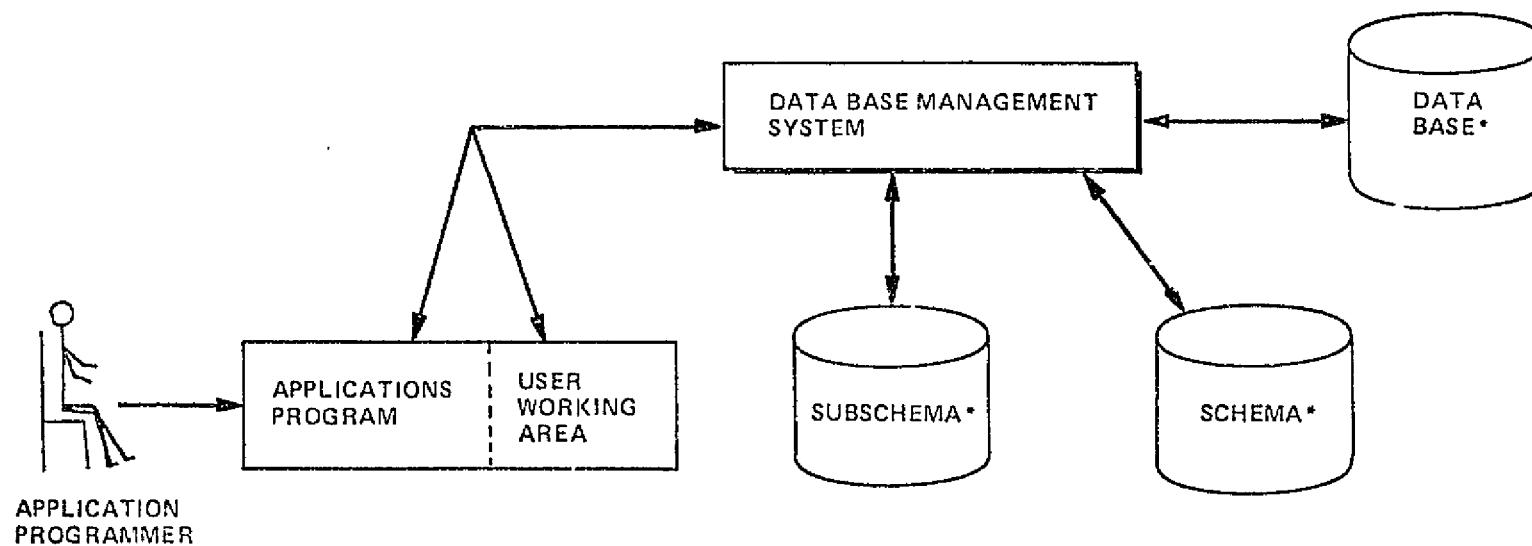 DATA BASE MANAGEMENT
SYSTEM
DATA
BASE*
APPLICATIONS
PROGRAM
USER
WORKING
AREA
SUBSCHEMA*
SCHEMA*
APPLICATION
PROGRAMMER